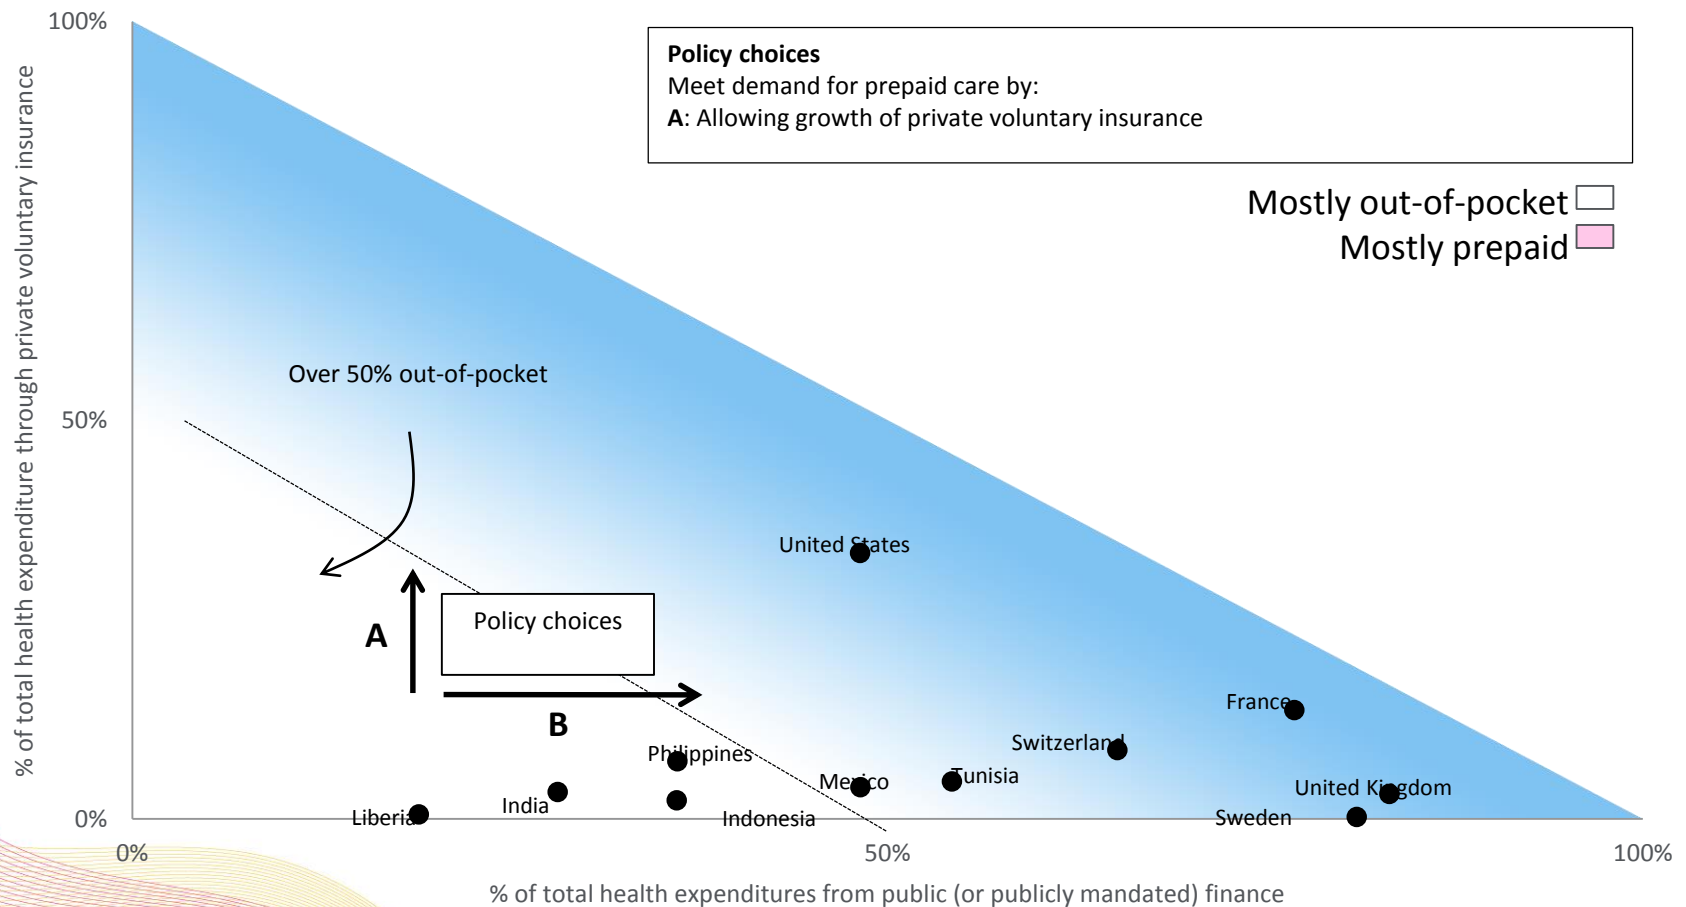 100%
Policy choices
Meet demand for prepaid care by:
A: Allowing growth of private voluntary insurance
Mostly out-of-pocket
Mostly prepaid
% of total health expenditure through private voluntary insurance
Over 50% out-of-pocket
50%
United States
Policy choices
A
B
France
Switzerland
Philippines
Tunisia
Mexico
United Kingdom
India
Liberia
Indonesia
Sweden
0%
0%
50%
100%
% of total health expenditures from public (or publicly mandated) finance